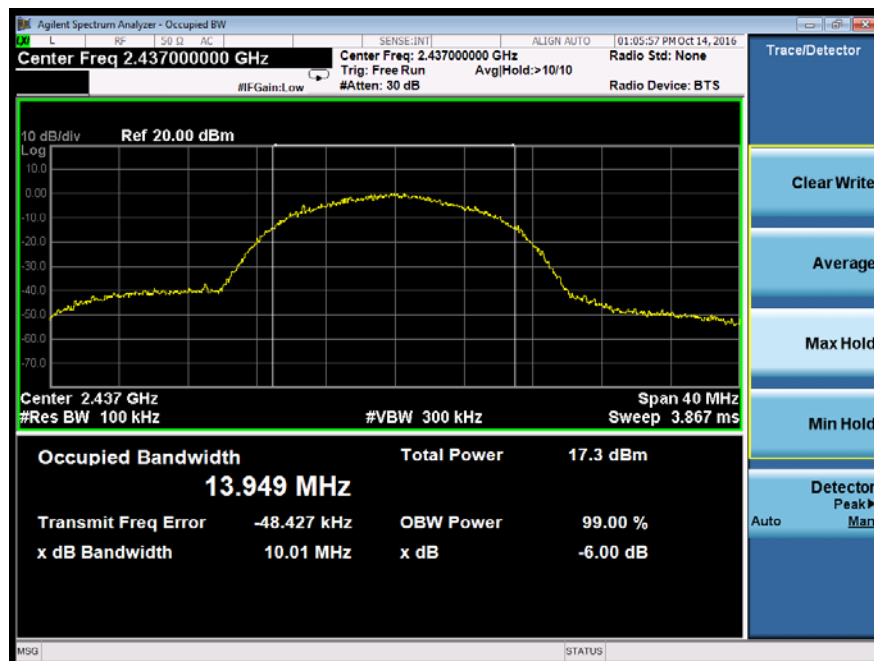 Agilent Spectrum Analyzer - Occupied BW
L RF 50 Ω AC SENSE:INT ALIGN AUTO 01:05:57 PM Oct 14, 2016
Center Freq 2.437000000 GHz
Center Freq: 2.437000000 GHz
Radio Std: None
Trig: Free Run Avg|Hold:>10/10
#IFGain:Low
#Atten: 30 dB
Radio Device: BTS
10 dB/div Ref 20.00 dBm
Log
10.0
0.00
-10.0
-20.0
-30.0
-40.0
-50.0
-60.0
-70.0
Center 2.437 GHz
Span 40 MHz
#Res BW 100 kHz
#VBW 300 kHz
Sweep 3.867 ms
Occupied Bandwidth
13.949 MHz
Total Power 17.3 dBm
Transmit Freq Error -48.427 kHz
OBW Power 99.00 %
x dB Bandwidth 10.01 MHz
x dB -6.00 dB
MSG
STATUS
Trace/Detector
Clear Write
Average
Max Hold
Min Hold
Detector
Peak▶
Auto Man